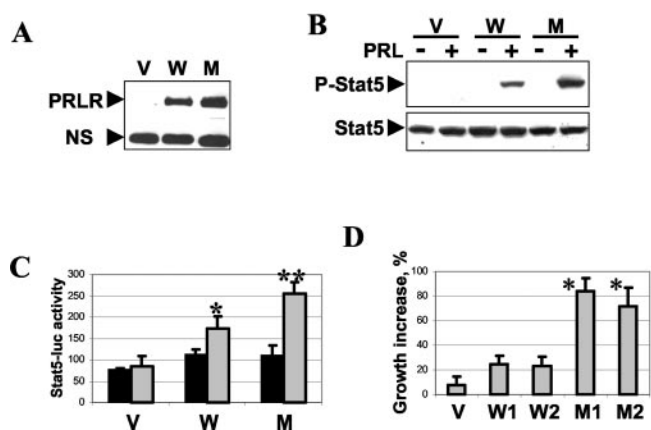 A
V W M
PRLR
NS
B
V W M
PRL - + - + - +
P-Stat5
Stat5
C
Stat5-luc activity
300
250
200
150
100
50
0
*
**
V W M
D
Growth increase, %
100
80
60
40
20
0
*
*
V W1 W2 M1 M2